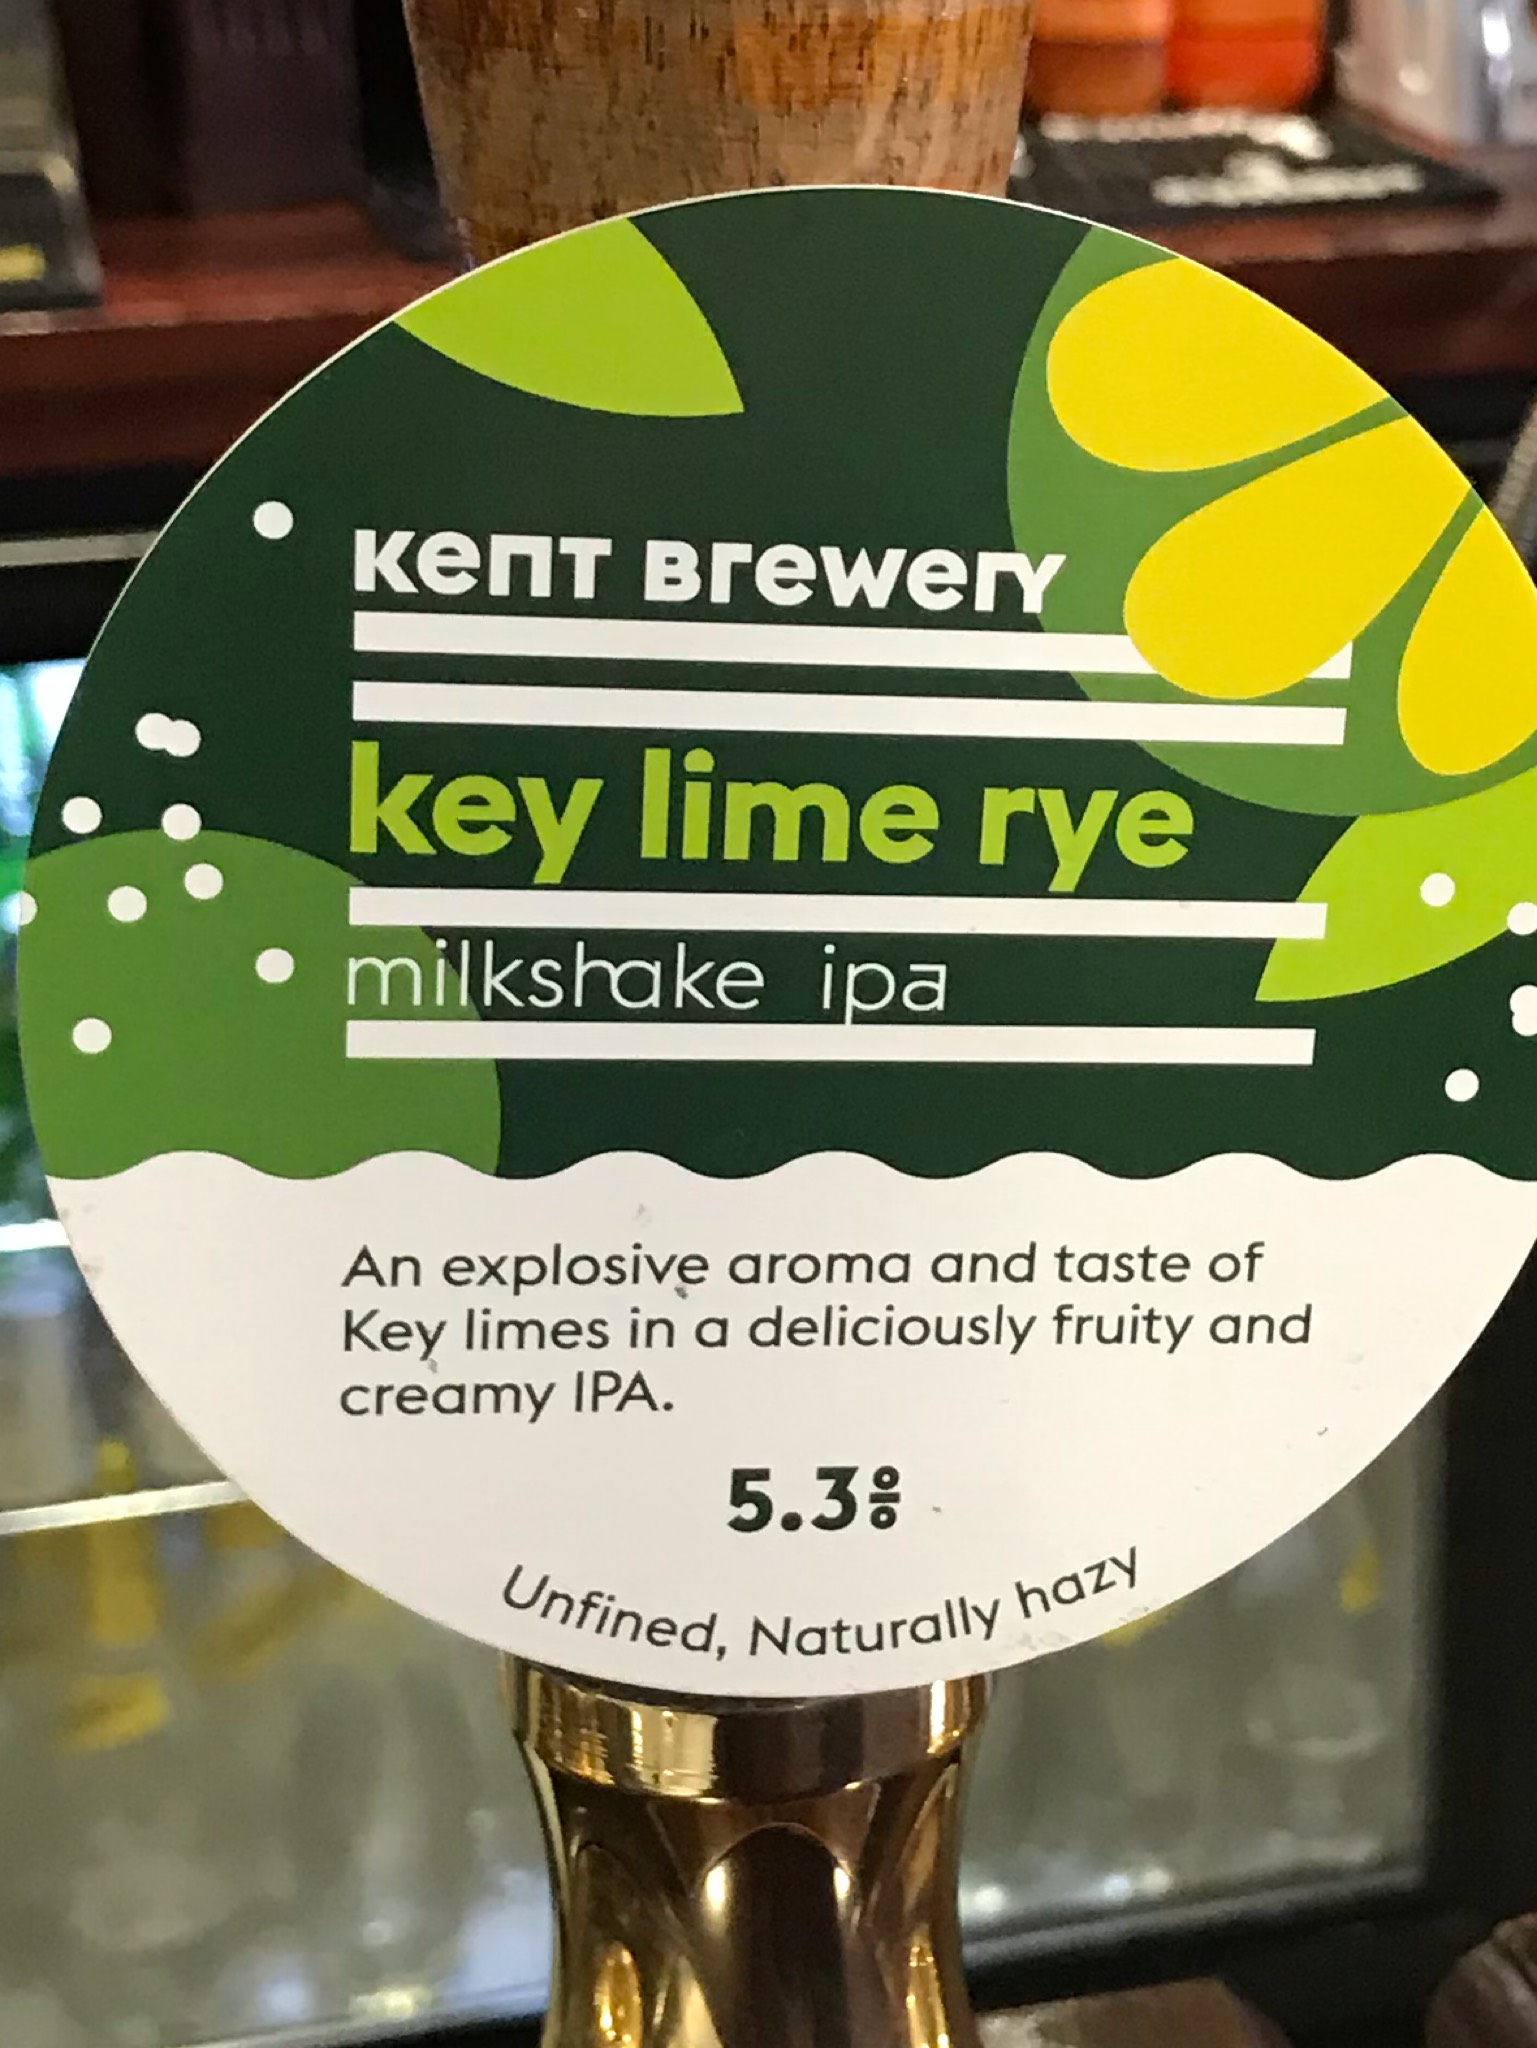 Kent Brewery
key lime rye
milkshake ipa
An explosive aroma and taste of
Key limes in a deliciously fruity and
creamy IPA.
5.3%
Unfined, Naturally hazy